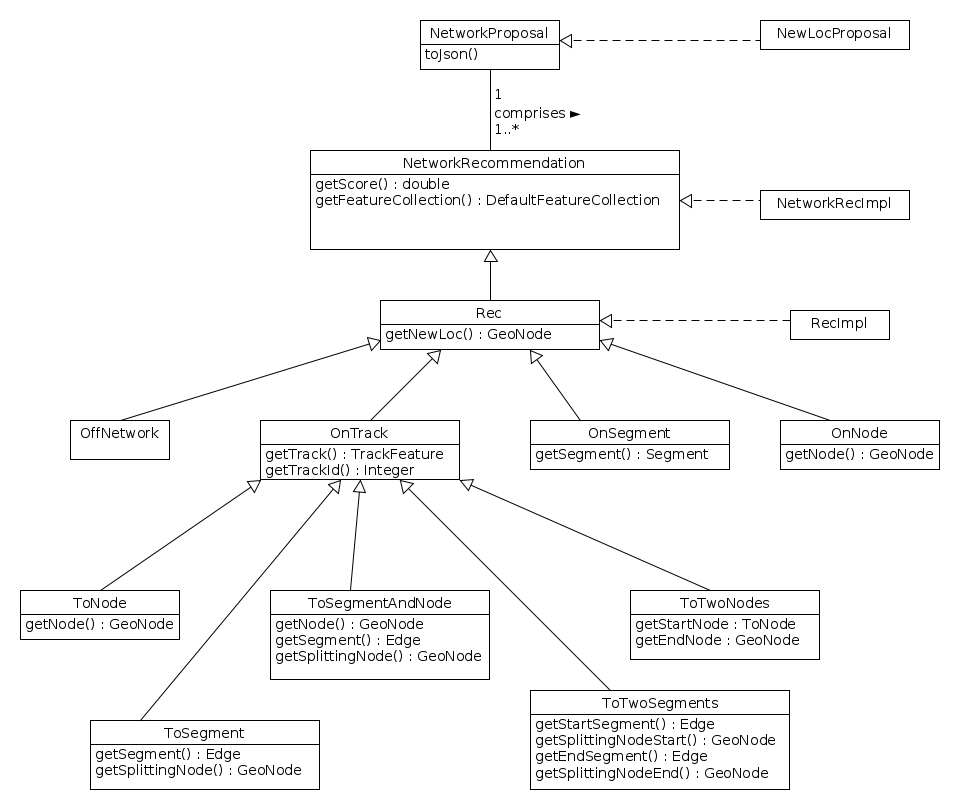 NetworkProposal
toJson()
NewLocProposal
1
comprises ►
1..*
NetworkRecommendation
getScore() : double
getFeatureCollection() : DefaultFeatureCollection
NetworkRecImpl
Rec
getNewLoc() : GeoNode
RecImpl
OffNetwork
OnTrack
getTrack() : TrackFeature
getTrackId() : Integer
OnSegment
getSegment() : Segment
OnNode
getNode() : GeoNode
ToNode
getNode() : GeoNode
ToSegmentAndNode
getNode() : GeoNode
getSegment() : Edge
getSplittingNode() : GeoNode
ToTwoNodes
getStartNode : ToNode
getEndNode : GeoNode
ToSegment
getSegment() : Edge
getSplittingNode() : GeoNode
ToTwoSegments
getStartSegment() : Edge
getSplittingNodeStart() : GeoNode
getEndSegment() : Edge
getSplittingNodeEnd() : GeoNode